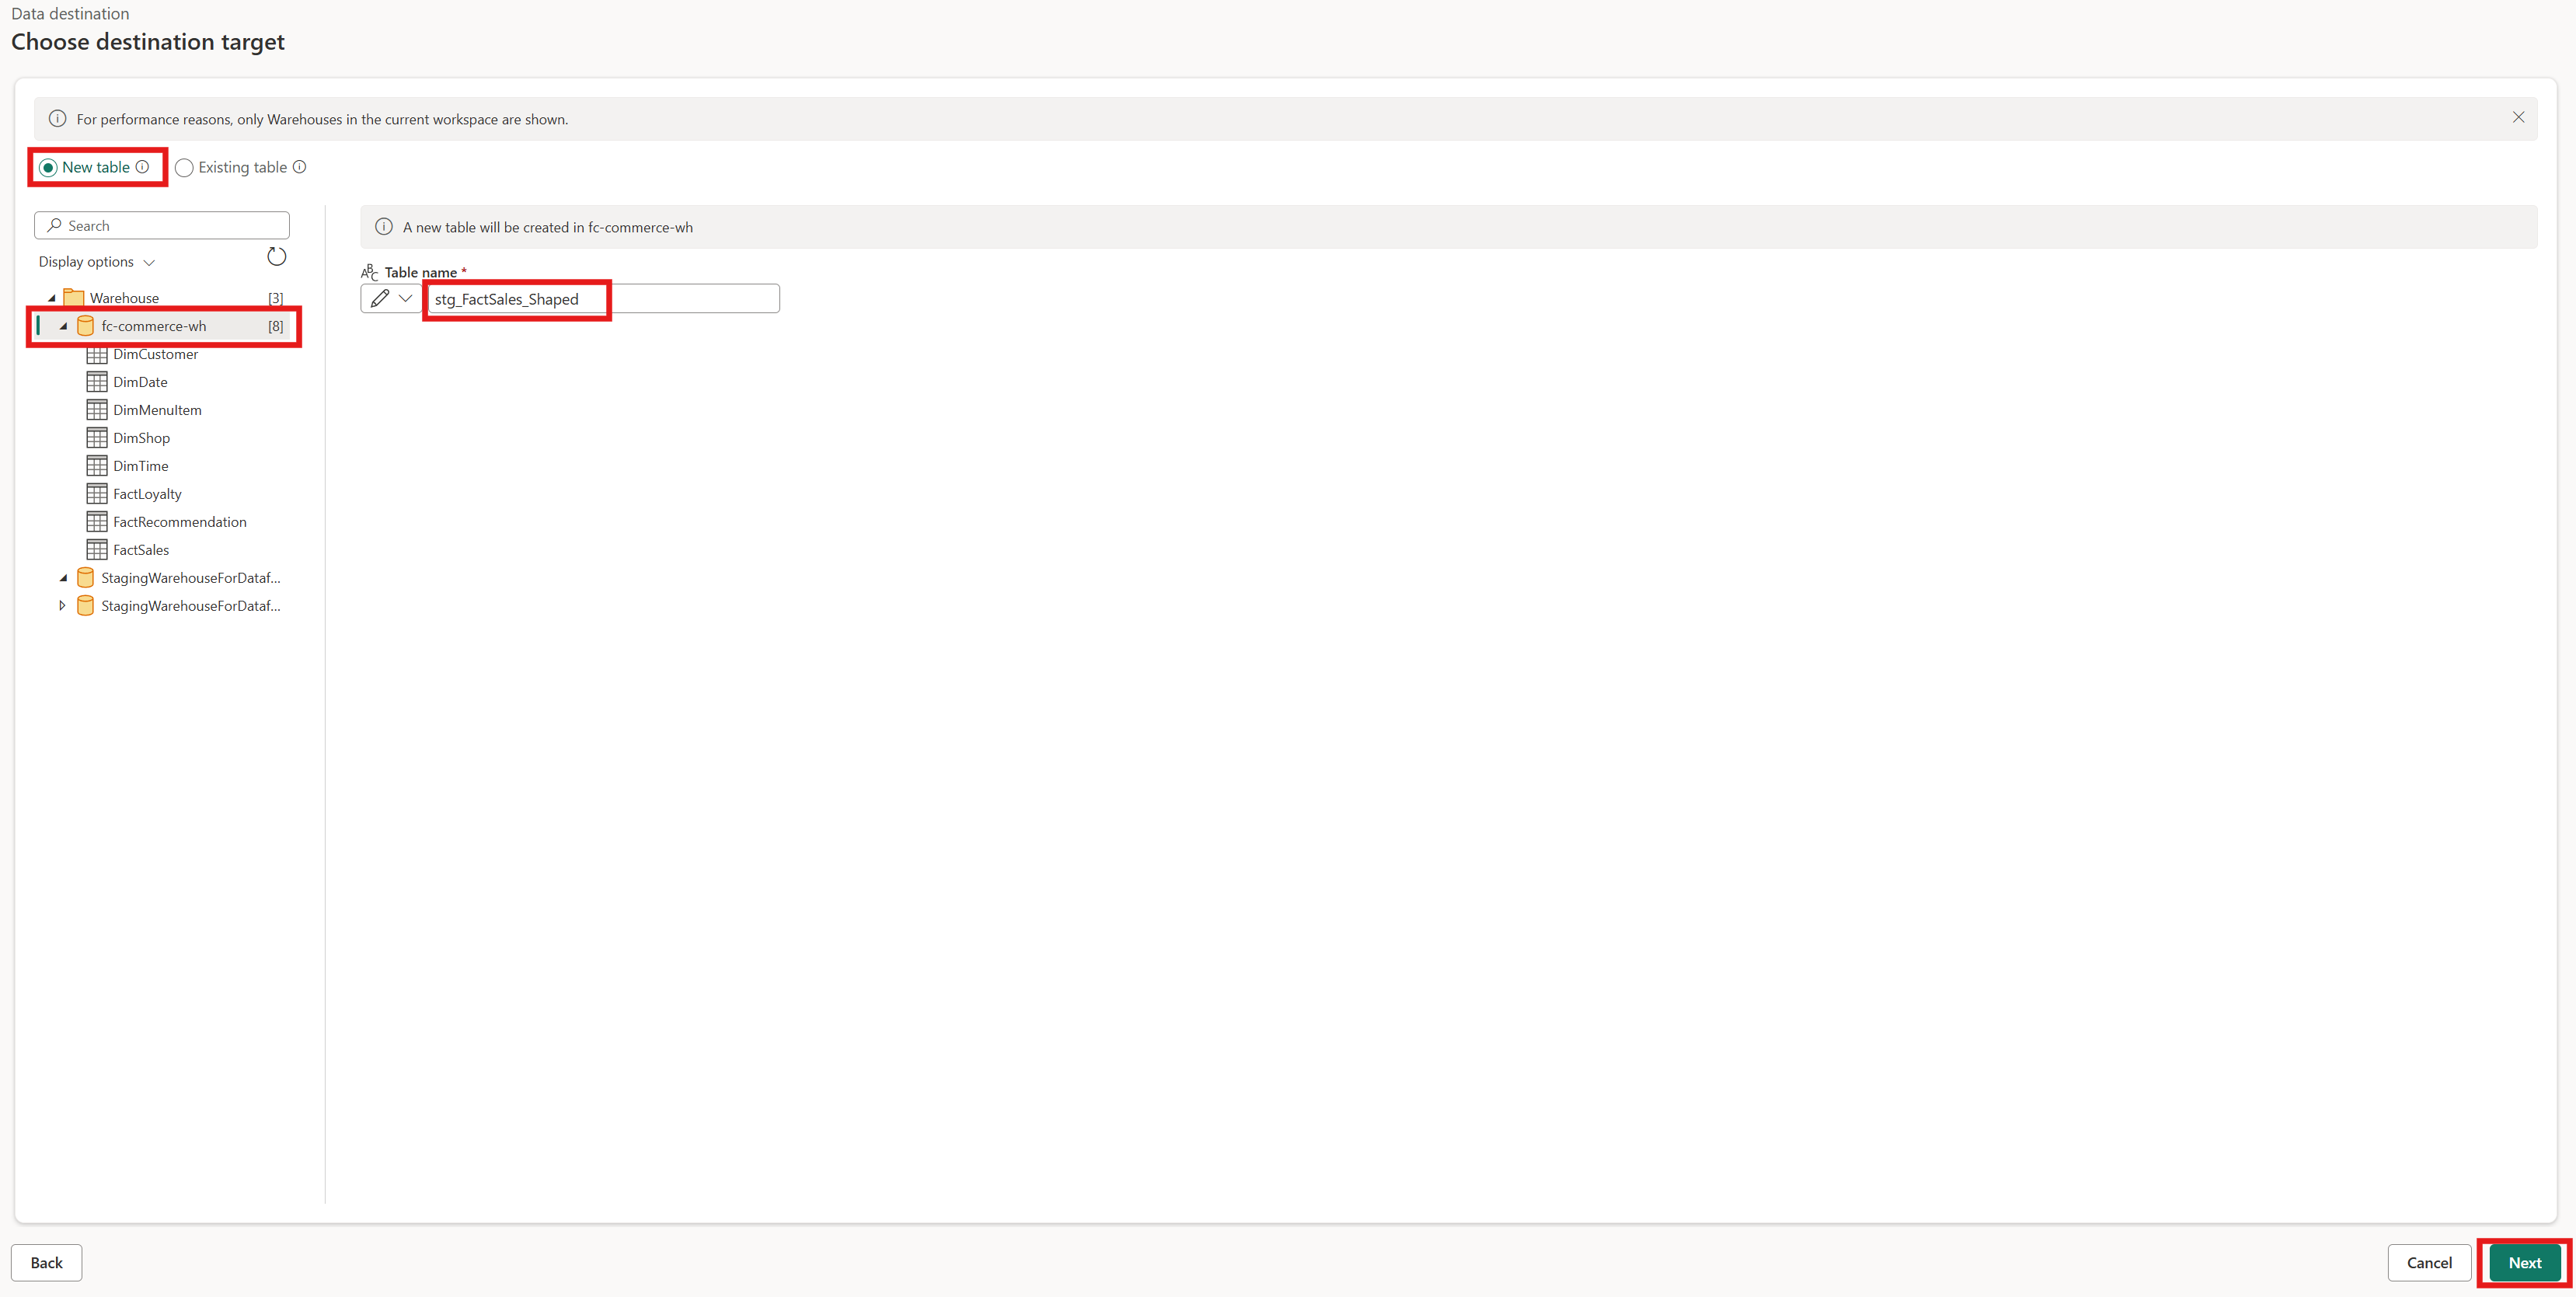 Data destination
Choose destination target
For performance reasons, only Warehouses in the current workspace are shown.
New table
Existing table
Search
Display options
Warehouse [3]
fc-commerce-wh [8]
DimCustomer
DimDate
DimMenuItem
DimShop
DimTime
FactLoyalty
FactRecommendation
FactSales
StagingWarehouseForDataf...
StagingWarehouseForDataf...
A new table will be created in fc-commerce-wh
Table name *
stg_FactSales_Shaped
Back
Cancel
Next